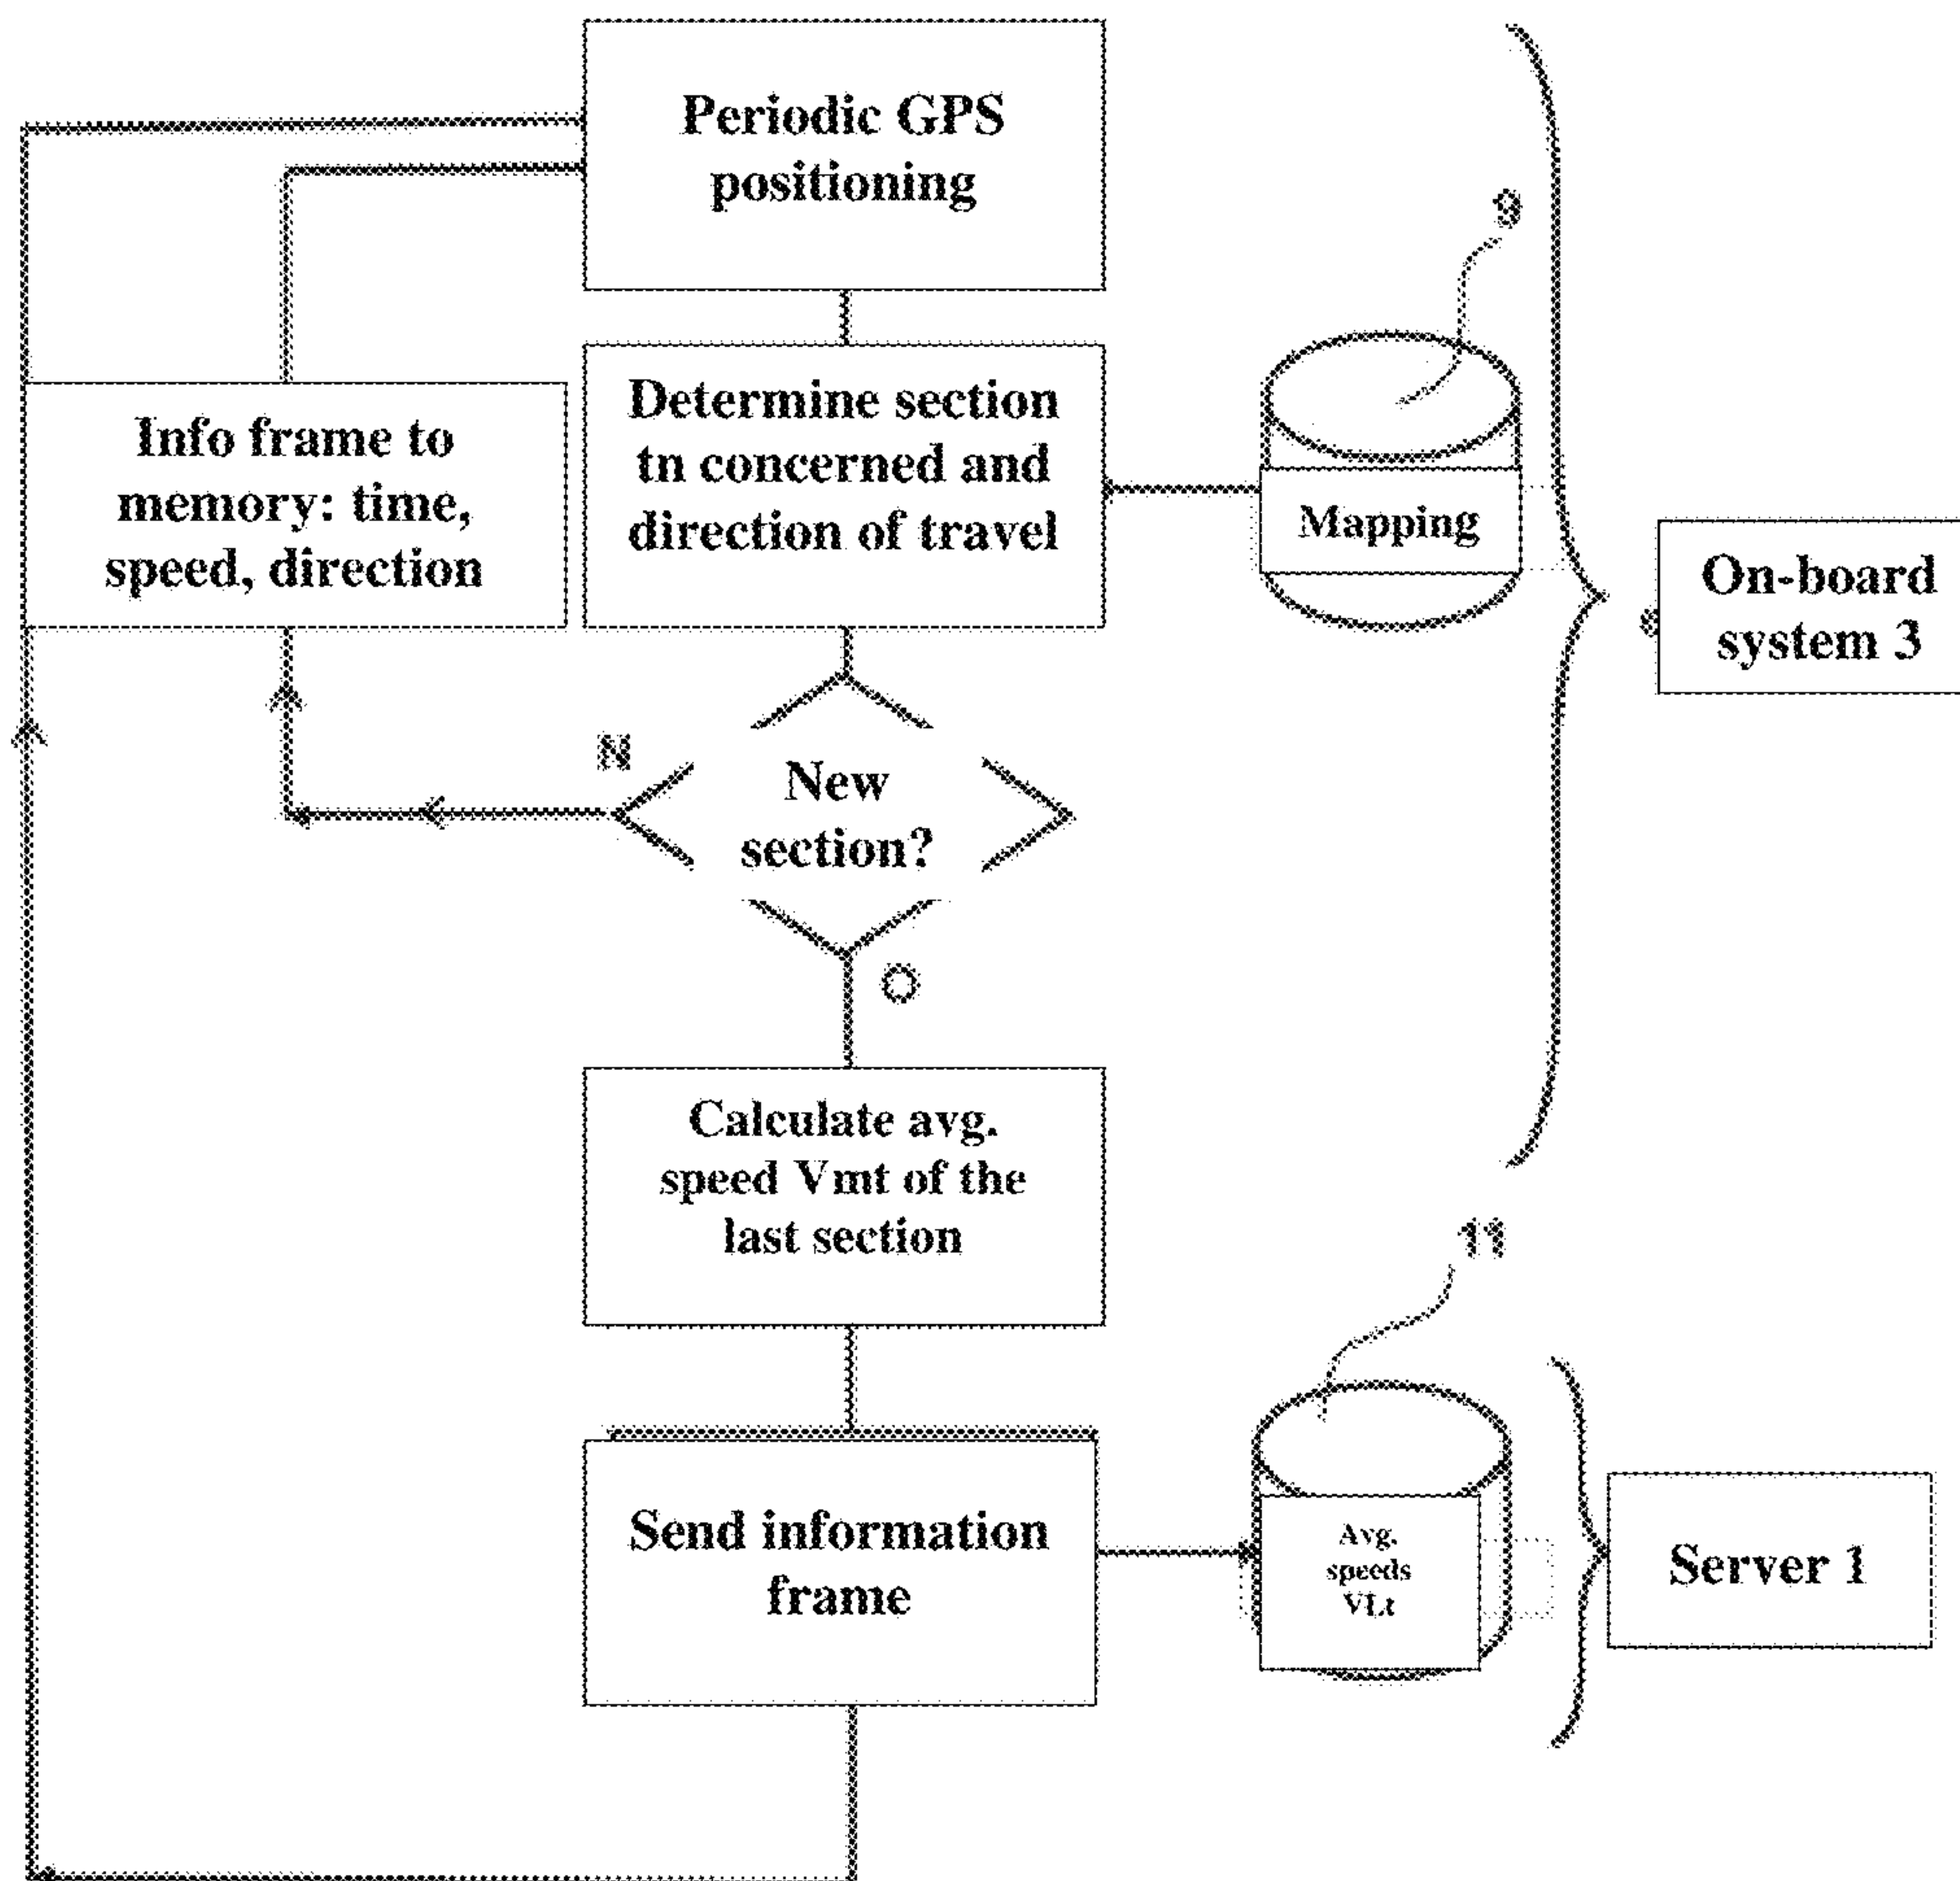 Periodic GPS
positioning
9
Info frame to
memory: time,
speed, direction
Determine section
tn concerned and
direction of travel
Mapping
On-board
system 3
N
New
section?
O
Calculate avg.
speed Vmt of the
last section
11
Send information
frame
Avg.
speeds
VLt
Server 1